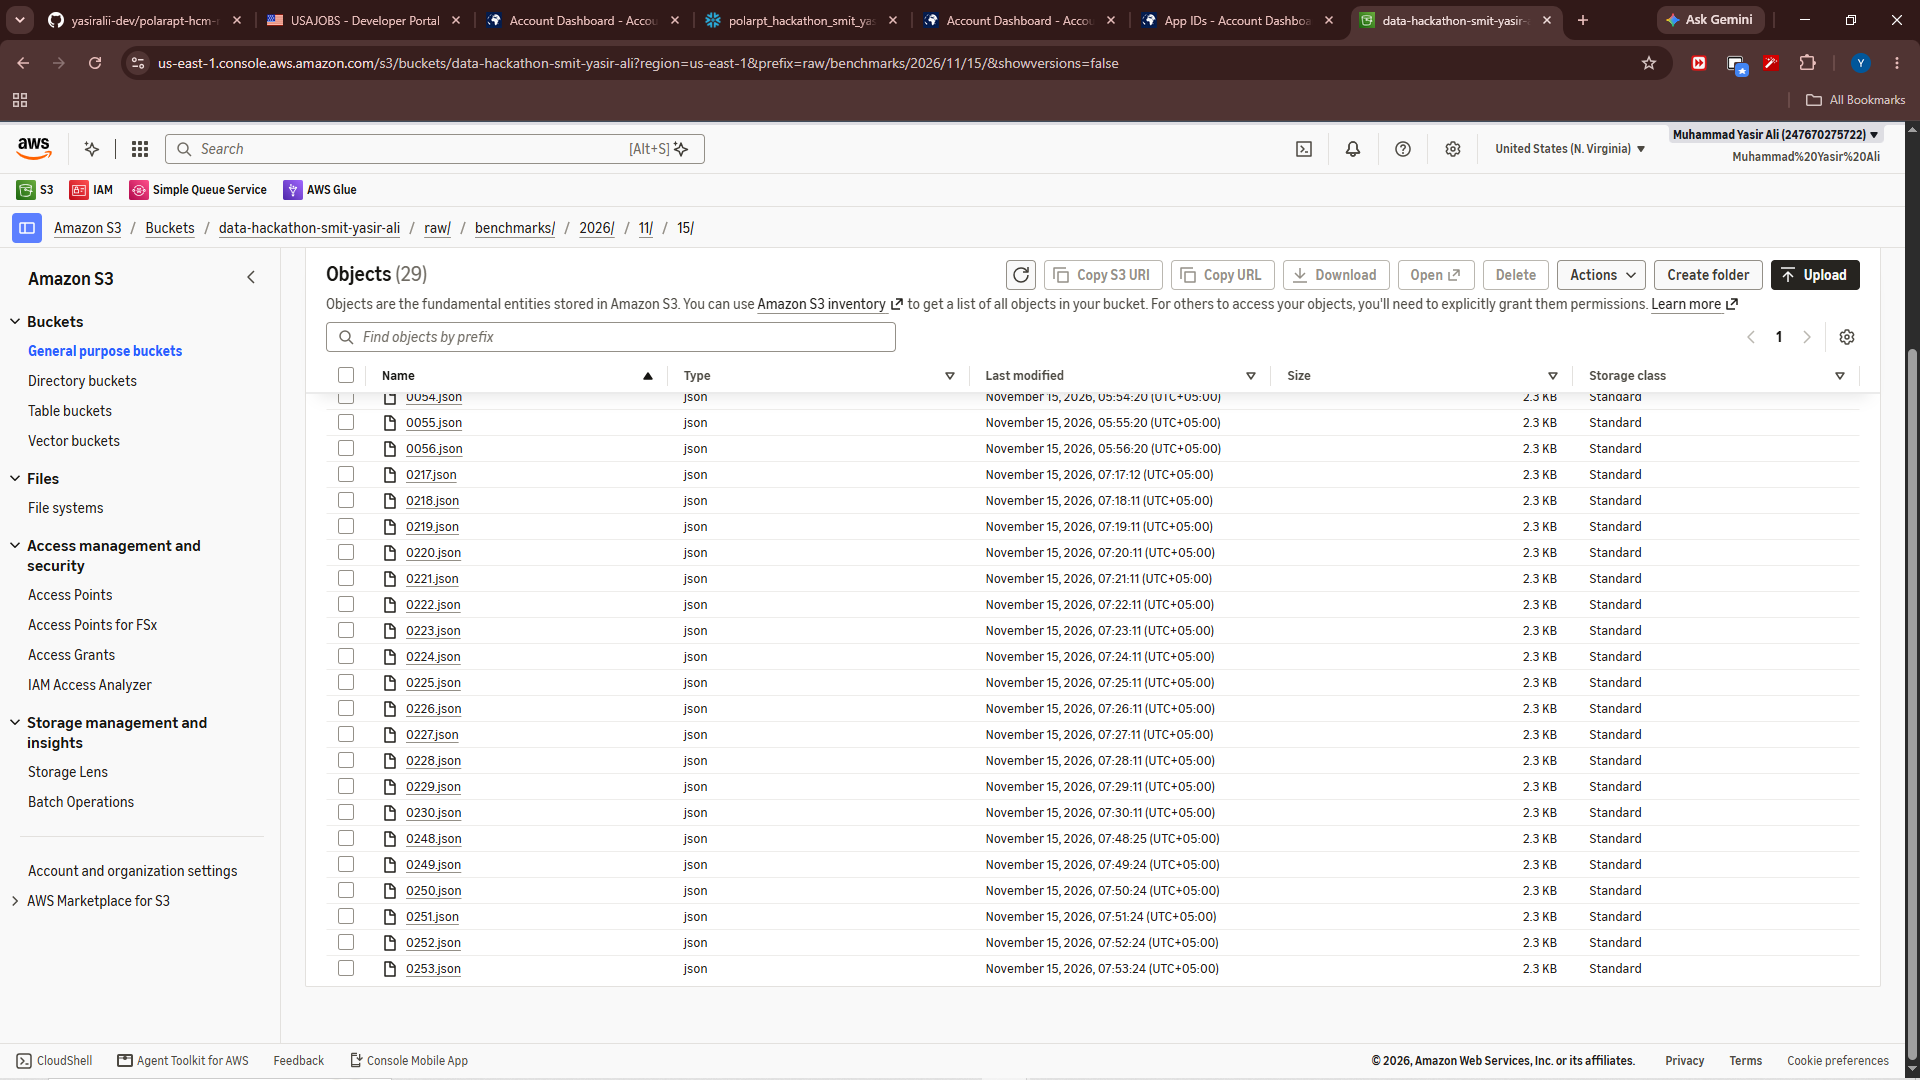 yasiralii-dev/polarapt-hcm-
USAJOBS - Developer Portal
Account Dashboard - Accou
polarpt_hackathon_smit_yas
Account Dashboard - Accou
App IDs - Account Dashboa
data-hackathon-smit-yasir-
Ask Gemini
us-east-1.console.aws.amazon.com/s3/buckets/data-hackathon-smit-yasir-ali?region=us-east-1&prefix=raw/benchmarks/2026/11/15/&showversions=false
Y
All Bookmarks
aws
Search
[Alt+S]
United States (N. Virginia)
Muhammad Yasir Ali (247670275722)
Muhammad%20Yasir%20Ali
S3
IAM
Simple Queue Service
AWS Glue
Amazon S3 / Buckets / data-hackathon-smit-yasir-ali / raw/ / benchmarks/ / 2026/ / 11/ / 15/
Amazon S3
Buckets
General purpose buckets
Directory buckets
Table buckets
Vector buckets
Files
File systems
Access management and
security
Access Points
Access Points for FSx
Access Grants
IAM Access Analyzer
Storage management and
insights
Storage Lens
Batch Operations
Account and organization settings
AWS Marketplace for S3
Objects (29)
Copy S3 URI
Copy URL
Download
Open
Delete
Actions
Create folder
Upload
Objects are the fundamental entities stored in Amazon S3. You can use Amazon S3 inventory to get a list of all objects in your bucket. For others to access your objects, you'll need to explicitly grant them permissions. Learn more
Find objects by prefix
1
Name Type Last modified Size Storage class
0054.json json November 15, 2026, 05:54:20 (UTC+05:00) 2.3 KB Standard
0055.json json November 15, 2026, 05:55:20 (UTC+05:00) 2.3 KB Standard
0056.json json November 15, 2026, 05:56:20 (UTC+05:00) 2.3 KB Standard
0217.json json November 15, 2026, 07:17:12 (UTC+05:00) 2.3 KB Standard
0218.json json November 15, 2026, 07:18:11 (UTC+05:00) 2.3 KB Standard
0219.json json November 15, 2026, 07:19:11 (UTC+05:00) 2.3 KB Standard
0220.json json November 15, 2026, 07:20:11 (UTC+05:00) 2.3 KB Standard
0221.json json November 15, 2026, 07:21:11 (UTC+05:00) 2.3 KB Standard
0222.json json November 15, 2026, 07:22:11 (UTC+05:00) 2.3 KB Standard
0223.json json November 15, 2026, 07:23:11 (UTC+05:00) 2.3 KB Standard
0224.json json November 15, 2026, 07:24:11 (UTC+05:00) 2.3 KB Standard
0225.json json November 15, 2026, 07:25:11 (UTC+05:00) 2.3 KB Standard
0226.json json November 15, 2026, 07:26:11 (UTC+05:00) 2.3 KB Standard
0227.json json November 15, 2026, 07:27:11 (UTC+05:00) 2.3 KB Standard
0228.json json November 15, 2026, 07:28:11 (UTC+05:00) 2.3 KB Standard
0229.json json November 15, 2026, 07:29:11 (UTC+05:00) 2.3 KB Standard
0230.json json November 15, 2026, 07:30:11 (UTC+05:00) 2.3 KB Standard
0248.json json November 15, 2026, 07:48:25 (UTC+05:00) 2.3 KB Standard
0249.json json November 15, 2026, 07:49:24 (UTC+05:00) 2.3 KB Standard
0250.json json November 15, 2026, 07:50:24 (UTC+05:00) 2.3 KB Standard
0251.json json November 15, 2026, 07:51:24 (UTC+05:00) 2.3 KB Standard
0252.json json November 15, 2026, 07:52:24 (UTC+05:00) 2.3 KB Standard
0253.json json November 15, 2026, 07:53:24 (UTC+05:00) 2.3 KB Standard
CloudShell
Agent Toolkit for AWS
Feedback
Console Mobile App
© 2026, Amazon Web Services, Inc. or its affiliates.
Privacy
Terms
Cookie preferences